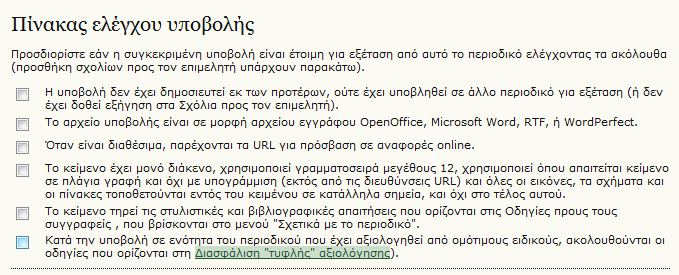 Πίνακας ελέγχου υποβολής
Προσδιορίστε εάν η συγκεκριμένη υποβολή είναι έτοιμη για εξέταση από αυτό το περιοδικό ελέγχοντας τα ακόλουθα
(προσθήκη σχολίων προς τον επιμελητή υπάρχουν παρακάτω).
Η υποβολή δεν έχει δημοσιευτεί εκ των προτέρων, ούτε έχει υποβληθεί σε άλλο περιοδικό για εξέταση (ή δεν
έχει δοθεί εξήγηση στα Σχόλια προς τον επιμελητή).
Το αρχείο υποβολής είναι σε μορφή αρχείου εγγράφου OpenOffice, Microsoft Word, RTF, ή WordPerfect.
Όταν είναι διαθέσιμα, παρέχονται τα URL για πρόσβαση σε αναφορές online.
Το κείμενο έχει μονό διάκενο, χρησιμοποιεί γραμματοσειρά μεγέθους 12, χρησιμοποιεί όπου απαιτείται κείμενο
σε πλάγια γραφή και όχι με υπογράμμιση (εκτός από τις διευθύνσεις URL) και όλες οι εικόνες, τα σχήματα και
οι πίνακες τοποθετούνται εντός του κειμένου σε κατάλληλα σημεία, και όχι στο τέλος αυτού.
Το κείμενο τηρεί τις στυλιστικές και βιβλιογραφικές απαιτήσεις που ορίζονται στις Οδηγίες πρους τους
συγγραφείς , που βρίσκονται στο μενού "Σχετικά με το περιοδικό".
Κατά την υποβολή σε ενότητα του περιοδικού που έχει αξιολογηθεί από ομότιμους ειδικούς, ακολουθούνται οι
οδηγίες που ορίζονται στη Διασφάλιση "τυφλής" αξιολόγησης).